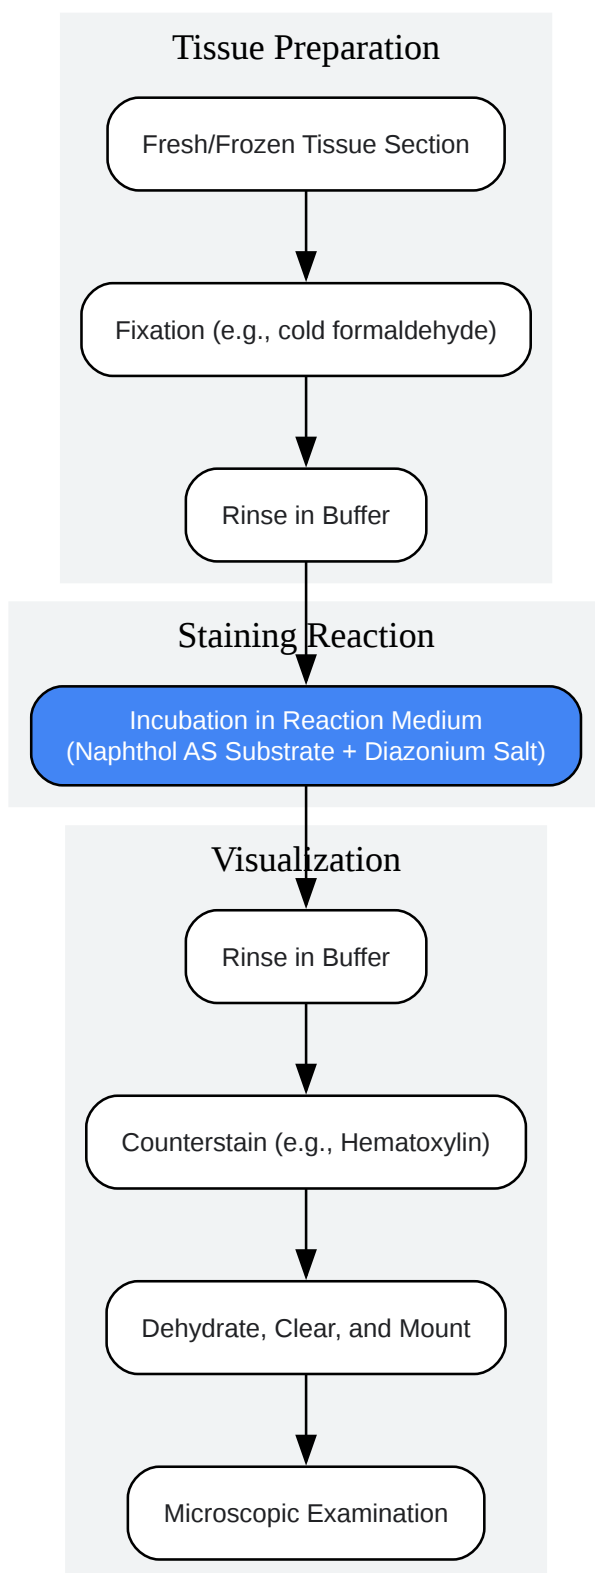 Tissue Preparation
Fresh/Frozen Tissue Section
Fixation (e.g., cold formaldehyde)
Rinse in Buffer
Staining Reaction
Incubation in Reaction Medium
(Naphthol AS Substrate + Diazonium Salt)
Visualization
Rinse in Buffer
Counterstain (e.g., Hematoxylin)
Dehydrate, Clear, and Mount
Microscopic Examination